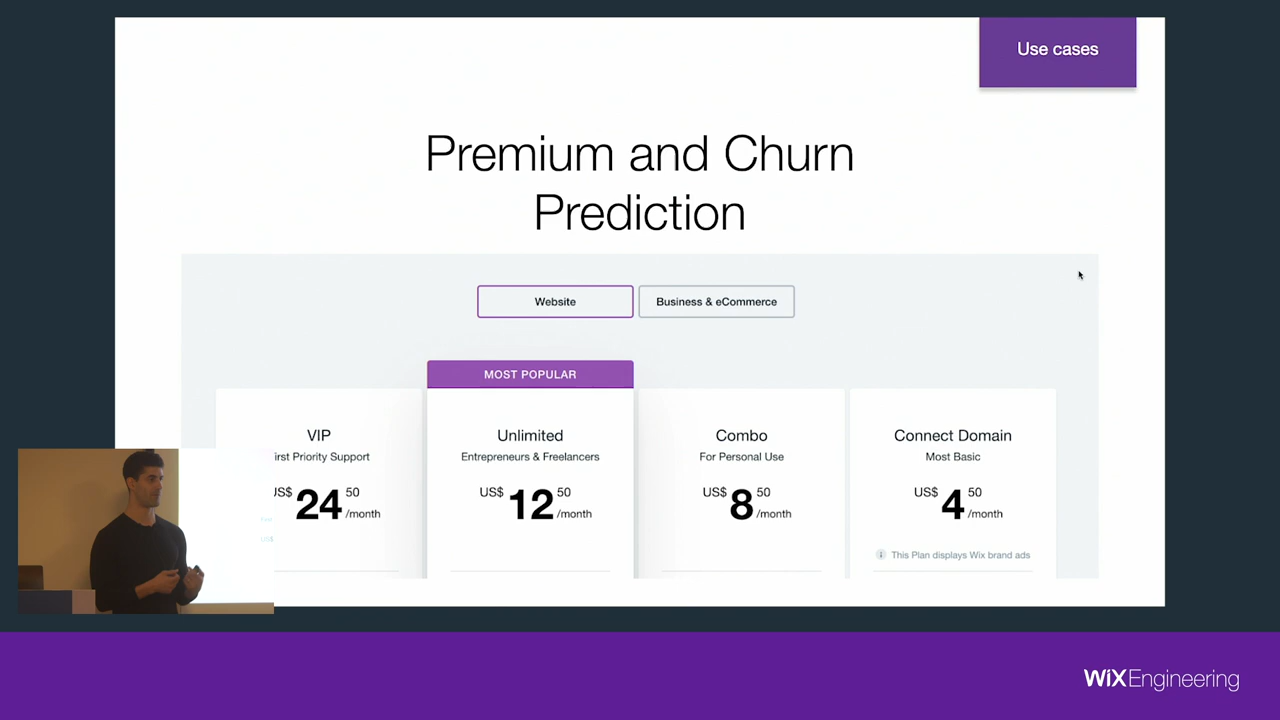 Use cases
Premium and Churn
Prediction
Website
Business & eCommerce
MOST POPULAR
VIP
irst Priority Support
US$ 24 50 /month
Unlimited
Entrepreneurs & Freelancers
US$ 12 50 /month
Combo
For Personal Use
US$ 8 50 /month
Connect Domain
Most Basic
US$ 4 50 /month
This Plan displays Wix brand ads
WiXEngineering